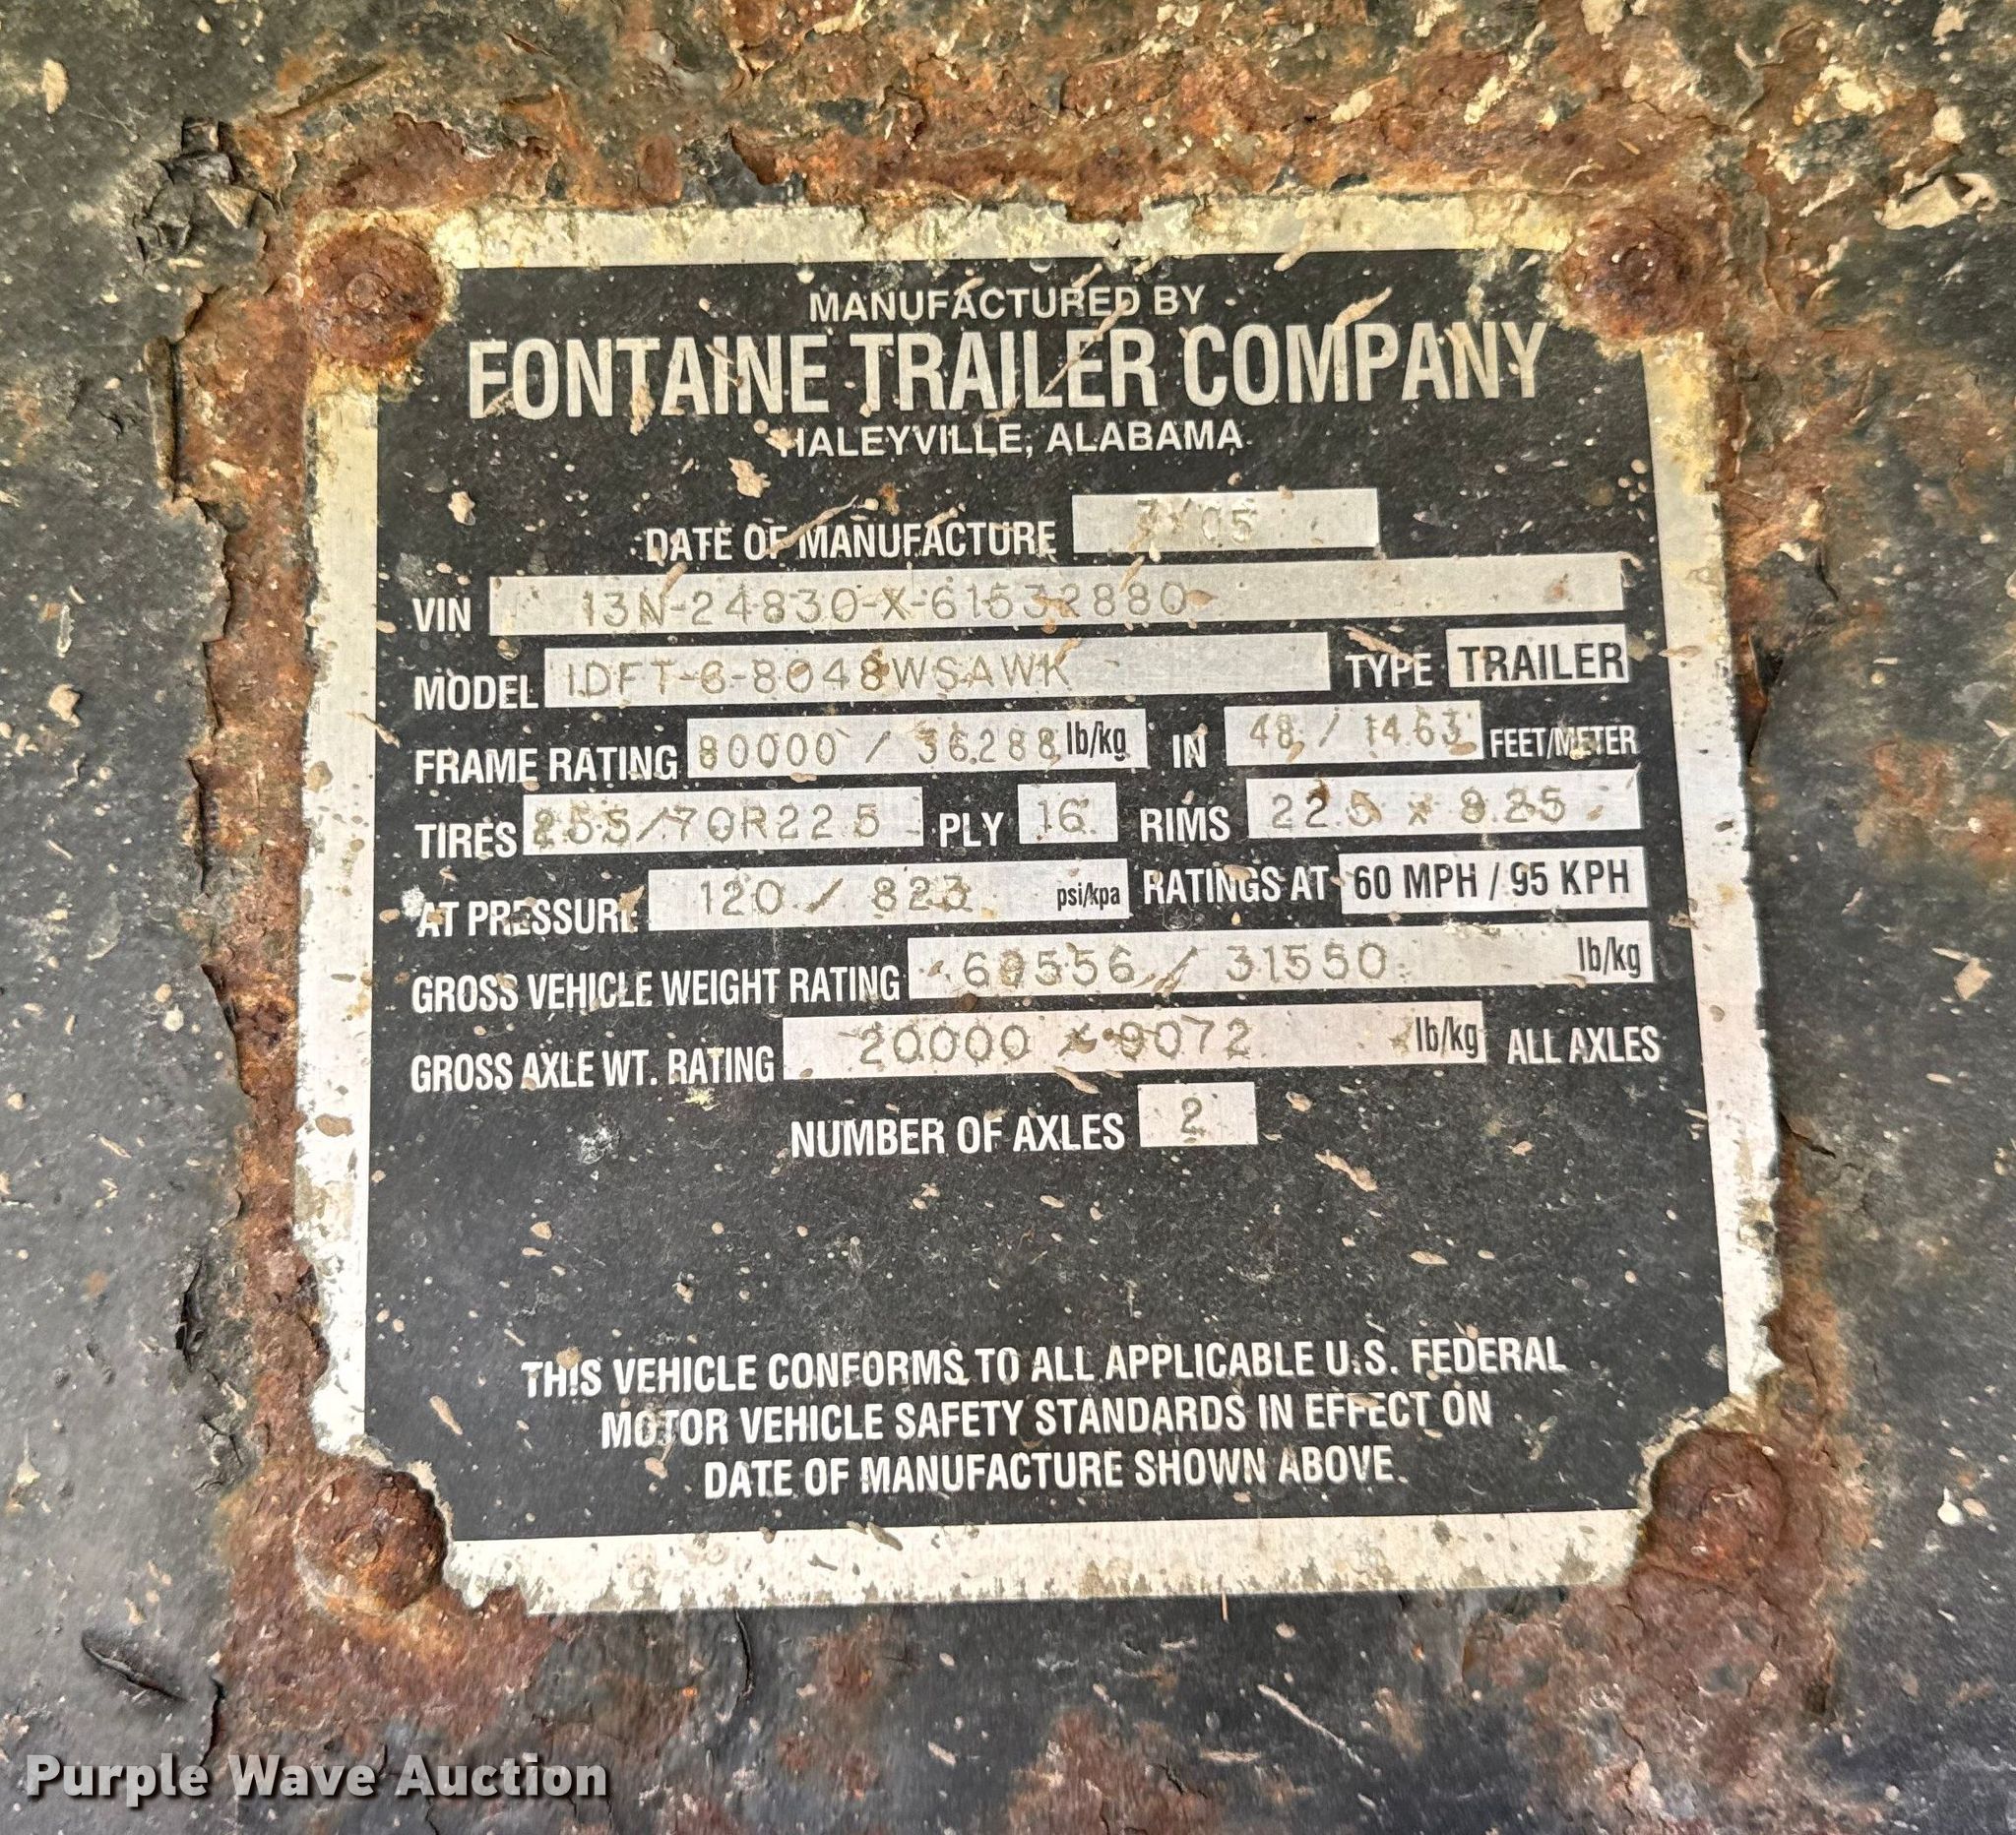 MANUFACTURED BY
FONTAINE TRAILER COMPANY
HALEYVILLE, ALABAMA
DATE OF MANUFACTURE 7/05
VIN 13N-24830-X-61532880
MODEL IDFT-6-8048WSAWK TYPE TRAILER
FRAME RATING 80000 / 36288 lb/kg IN 48 / 14.63 FEET/METER
TIRES 255/70R22.5 PLY 16 RIMS 22.5 x 8.25
AT PRESSURE 120 / 823 psi/kpa RATINGS AT 60 MPH / 95 KPH
GROSS VEHICLE WEIGHT RATING / 31550 lb/kg
GROSS AXLE WT. RATING 20000 9072 lb/kg ALL AXLES
NUMBER OF AXLES 2
THIS VEHICLE CONFORMS TO ALL APPLICABLE U.S. FEDERAL
MOTOR VEHICLE SAFETY STANDARDS IN EFFECT ON
DATE OF MANUFACTURE SHOWN ABOVE.
Purple Wave Auction